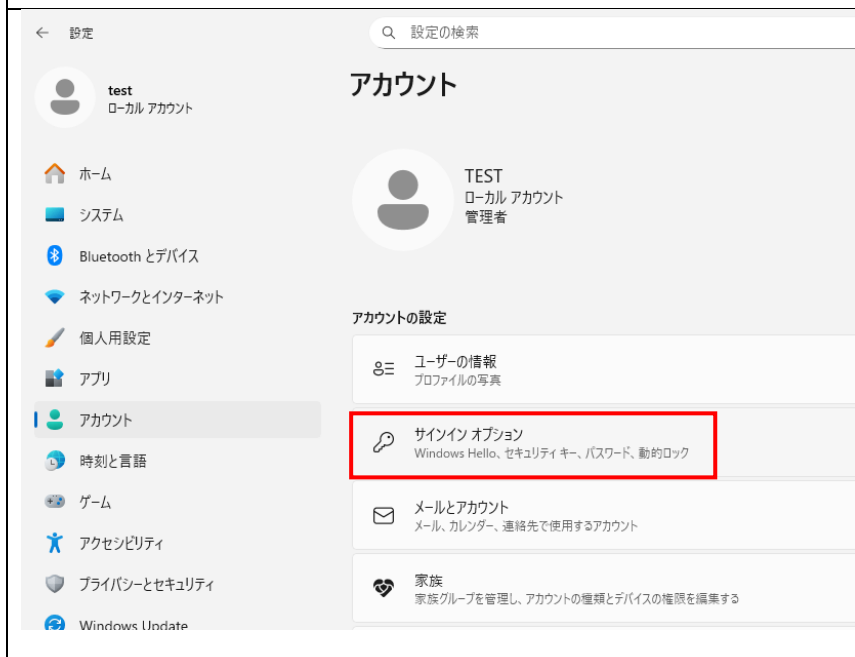 設定
設定の検索
test
ローカル アカウント
ホーム
システム
Bluetooth とデバイス
ネットワークとインターネット
個人用設定
アプリ
アカウント
時刻と言語
ゲーム
アクセシビリティ
プライバシーとセキュリティ
Windows Update
アカウント
TEST
ローカル アカウント
管理者
アカウントの設定
ユーザーの情報
プロファイルの写真
サインイン オプション
Windows Hello、セキュリティ キー、パスワード、動的ロック
メールとアカウント
メール、カレンダー、連絡先で使用するアカウント
家族
家族グループを管理し、アカウントの種類とデバイスの権限を編集する